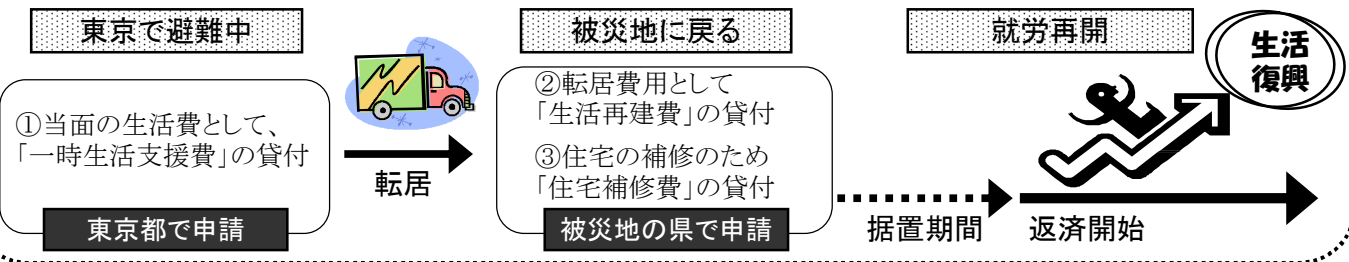 東京で避難中
①当面の生活費として、
「一時生活支援費」の貸付
東京都で申請
転居
被災地に戻る
②転居費用として
「生活再建費」の貸付
③住宅の補修のため
「住宅補修費」の貸付
被災地の県で申請
据置期間
就労再開
返済開始
生活
復興